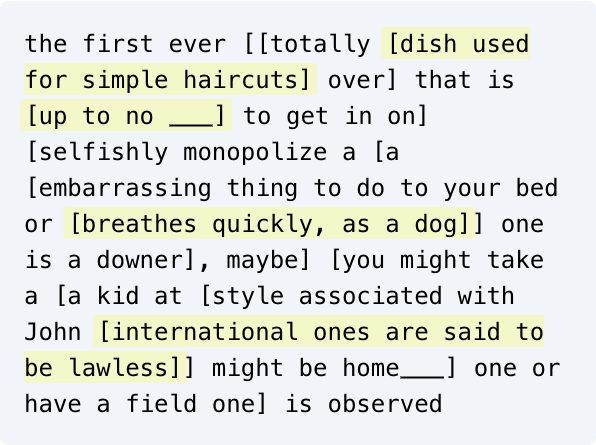 the first ever [[totally [dish used
for simple haircuts] over] that is
[up to no ___] to get in on]
[selfishly monopolize a [a
[embarrassing thing to do to your bed
or [breathes quickly, as a dog]] one
is a downer], maybe] [you might take
a [a kid at [style associated with
John [international ones are said to
be lawless]] might be home___] one or
have a field one] is observed